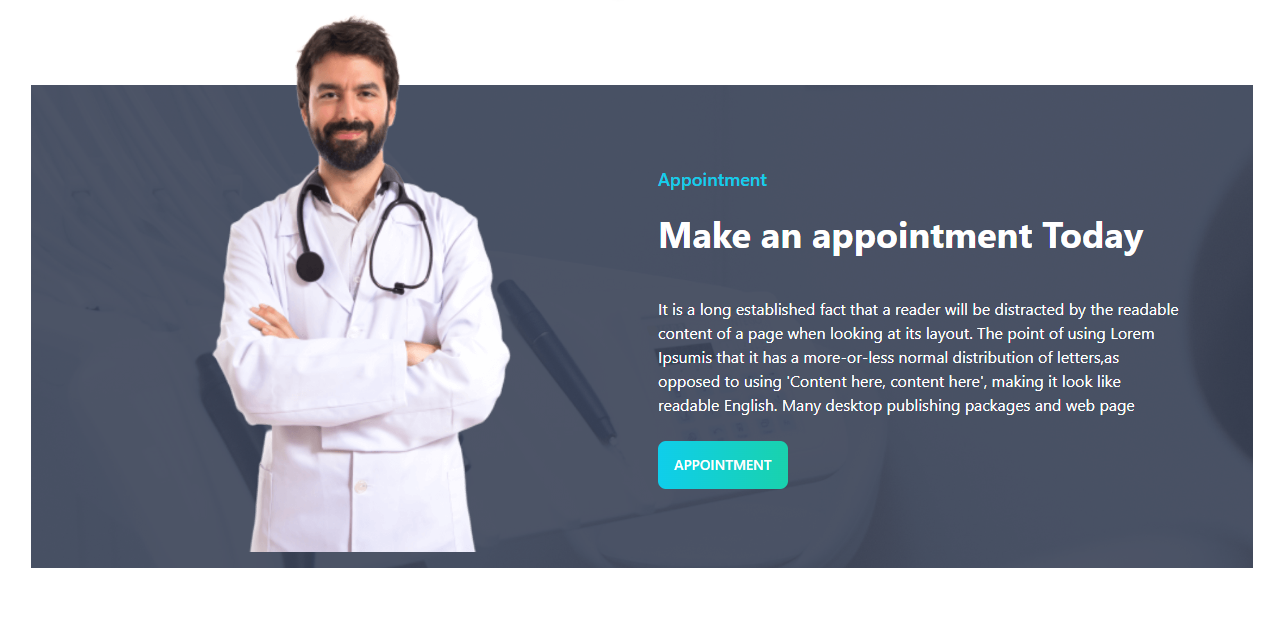 Appointment
Make an appointment Today
It is a long established fact that a reader will be distracted by the readable
content of a page when looking at its layout. The point of using Lorem
Ipsumis that it has a more-or-less normal distribution of letters,as
opposed to using 'Content here, content here', making it look like
readable English. Many desktop publishing packages and web page
APPOINTMENT